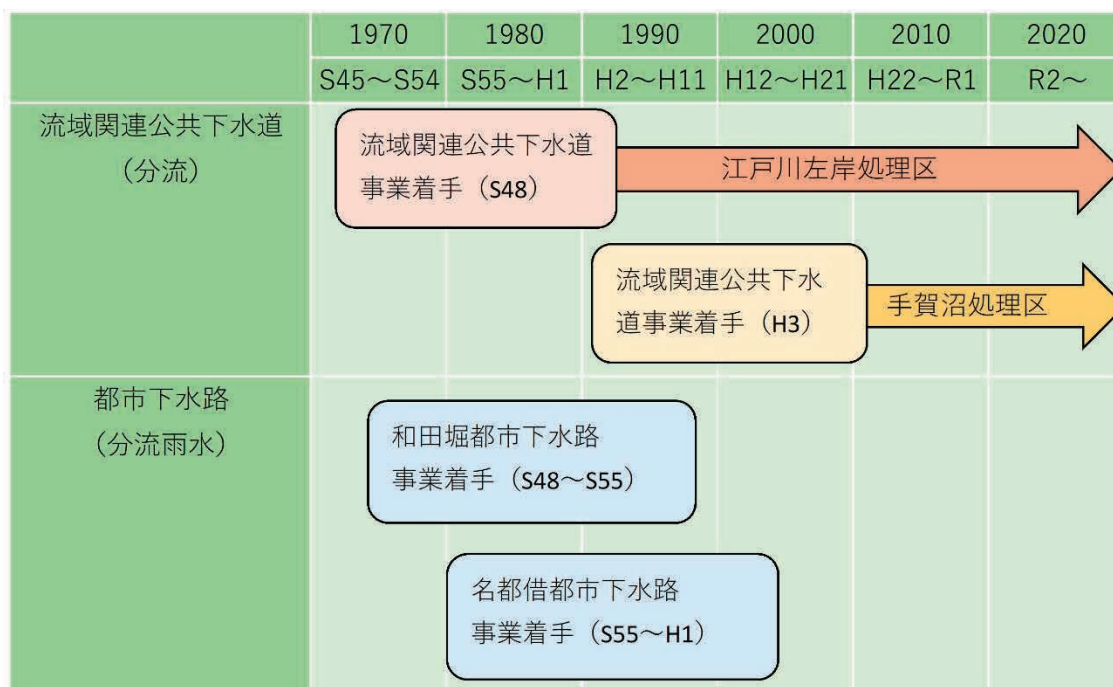 1970 1980 1990 2000 2010 2020
S45～S54 S55～H1 H2～H11 H12～H21 H22～R1 R2～
流域関連公共下水道
（分流）
流域関連公共下水道
事業着手（S48）
江戸川左岸処理区
流域関連公共下水
道事業着手（H3）
手賀沼処理区
都市下水路
（分流雨水）
和田堀都市下水路
事業着手（S48～S55）
名都借都市下水路
事業着手（S55～H1）